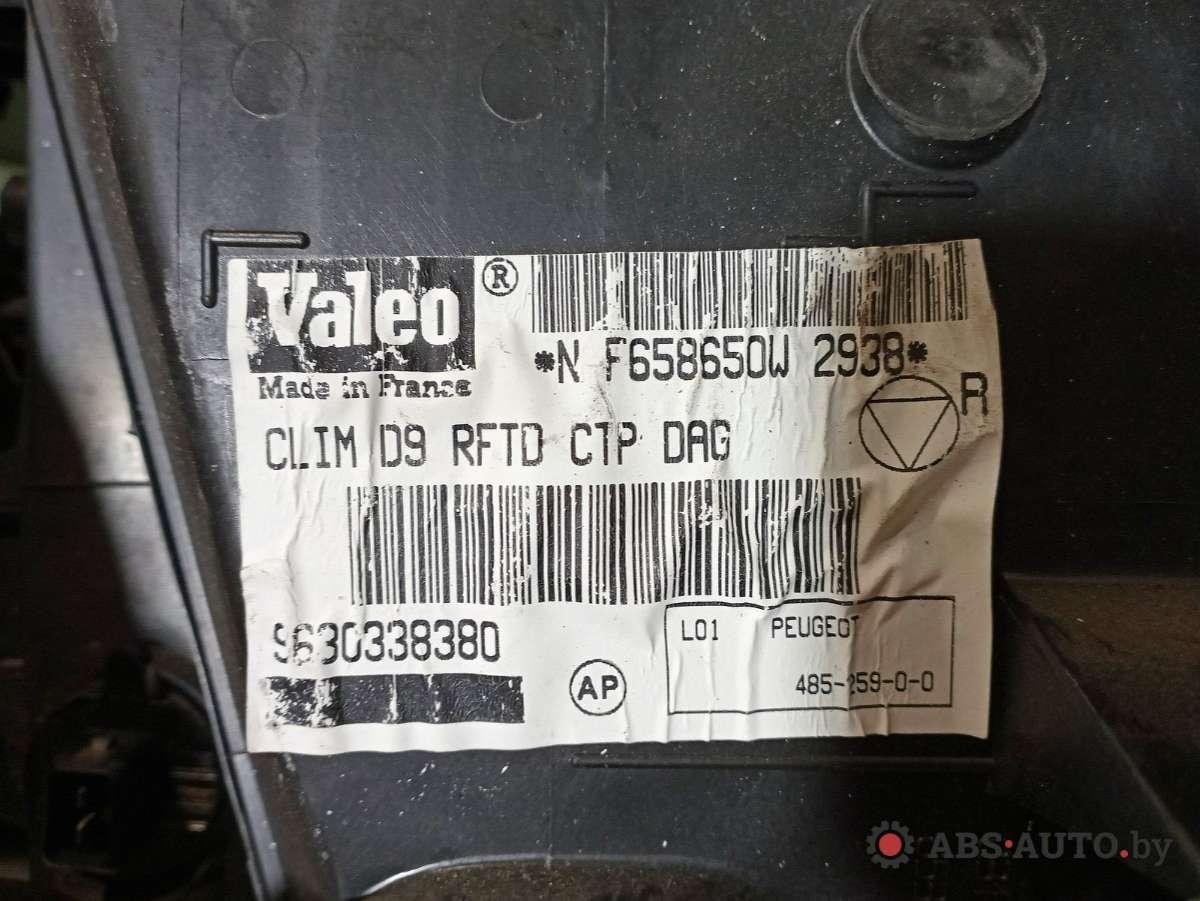 Valeo ®
Made in France
*N F658650W 2938*
R
CLIM D9 RFTD CTP DAG
9630338380
AP
L01 PEUGEOT
485-259-0-0
ABS·AUTO.by